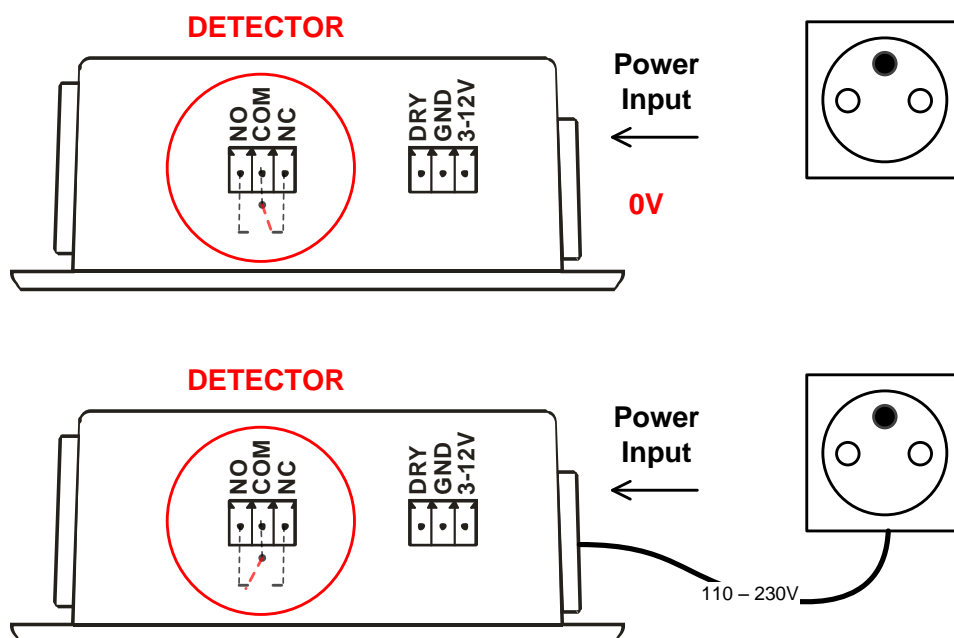 DETECTOR
Power
Input
NO
COM
NC
DRY
GND
3-12V
0V
DETECTOR
Power
Input
NO
COM
NC
DRY
GND
3-12V
110 – 230V